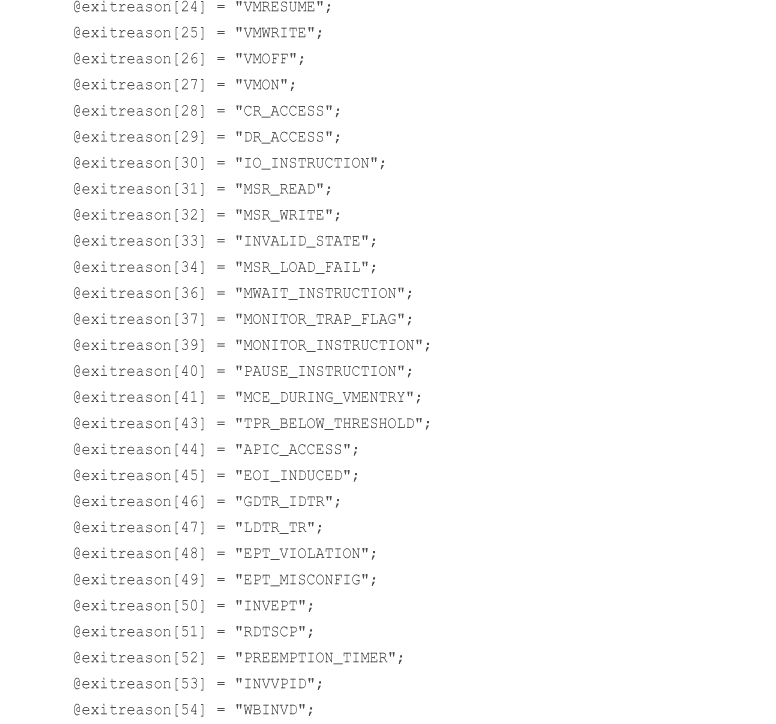 @exitreason[24] = "VMRESUME";
@exitreason[25] = "VMWRITE";
@exitreason[26] = "VMOFF";
@exitreason[27] = "VMON";
@exitreason[28] = "CR_ACCESS";
@exitreason[29] = "DR_ACCESS";
@exitreason[30] = "IO_INSTRUCTION";
@exitreason[31] = "MSR_READ";
@exitreason[32] = "MSR_WRITE";
@exitreason[33] = "INVALID_STATE";
@exitreason[34] = "MSR_LOAD_FAIL";
@exitreason[36] = "MWAIT_INSTRUCTION";
@exitreason[37] = "MONITOR_TRAP_FLAG";
@exitreason[39] = "MONITOR_INSTRUCTION";
@exitreason[40] = "PAUSE_INSTRUCTION";
@exitreason[41] = "MCE_DURING_VMENTRY";
@exitreason[43] = "TPR_BELOW_THRESHOLD";
@exitreason[44] = "APIC_ACCESS";
@exitreason[45] = "EOI_INDUCED";
@exitreason[46] = "GDTR_IDTR";
@exitreason[47] = "LDTR_TR";
@exitreason[48] = "EPT_VIOLATION";
@exitreason[49] = "EPT_MISCONFIG";
@exitreason[50] = "INVEPT";
@exitreason[51] = "RDTSCP";
@exitreason[52] = "PREEMPTION_TIMER";
@exitreason[53] = "INVVPID";
@exitreason[54] = "WBINVD";